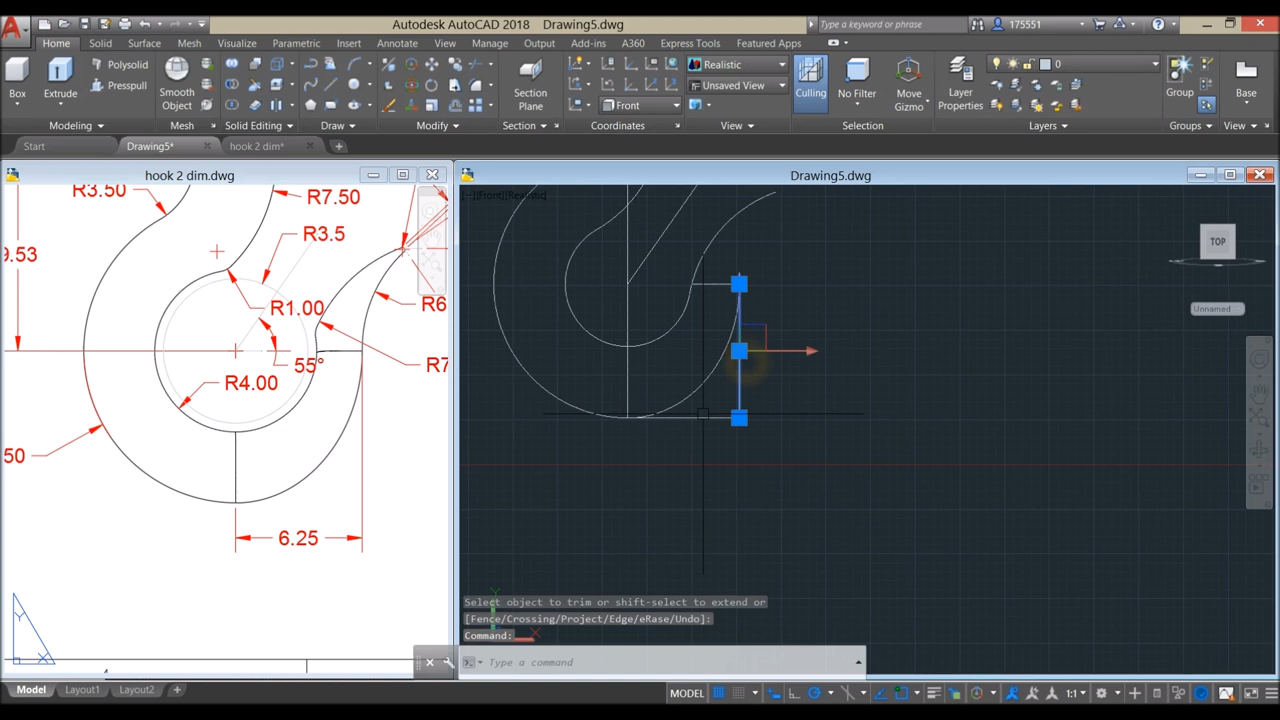 Autodesk AutoCAD 2018 Drawing5.dwg
Type a keyword or phrase
175551
Home Solid Surface Mesh Visualize Parametric Insert Annotate View Manage Output Add-ins A360 Express Tools Featured Apps
Box
Extrude
Polysolid
Presspull
Smooth
Object
Section
Plane
Realistic
Unsaved View
Front
Culling
No Filter
Move
Gizmo
Layer
Properties
0
Group
Base
Modeling
Mesh
Solid Editing
Draw
Modify
Section
Coordinates
View
Selection
Layers
Groups
View
Start
Drawing5*
hook 2 dim*
hook 2 dim.dwg
Drawing5.dwg
R3.50
R7.50
R3.5
9.53
R1.00
R6
55°
R7
R4.00
50
6.25
Y
X
[−][Front][Realistic]
TOP
Unnamed
Y
X
Select object to trim or shift-select to extend or
[Fence/Crossing/Project/Edge/eRase/Undo]:
Command:
Type a command
Model Layout1 Layout2
MODEL
1:1